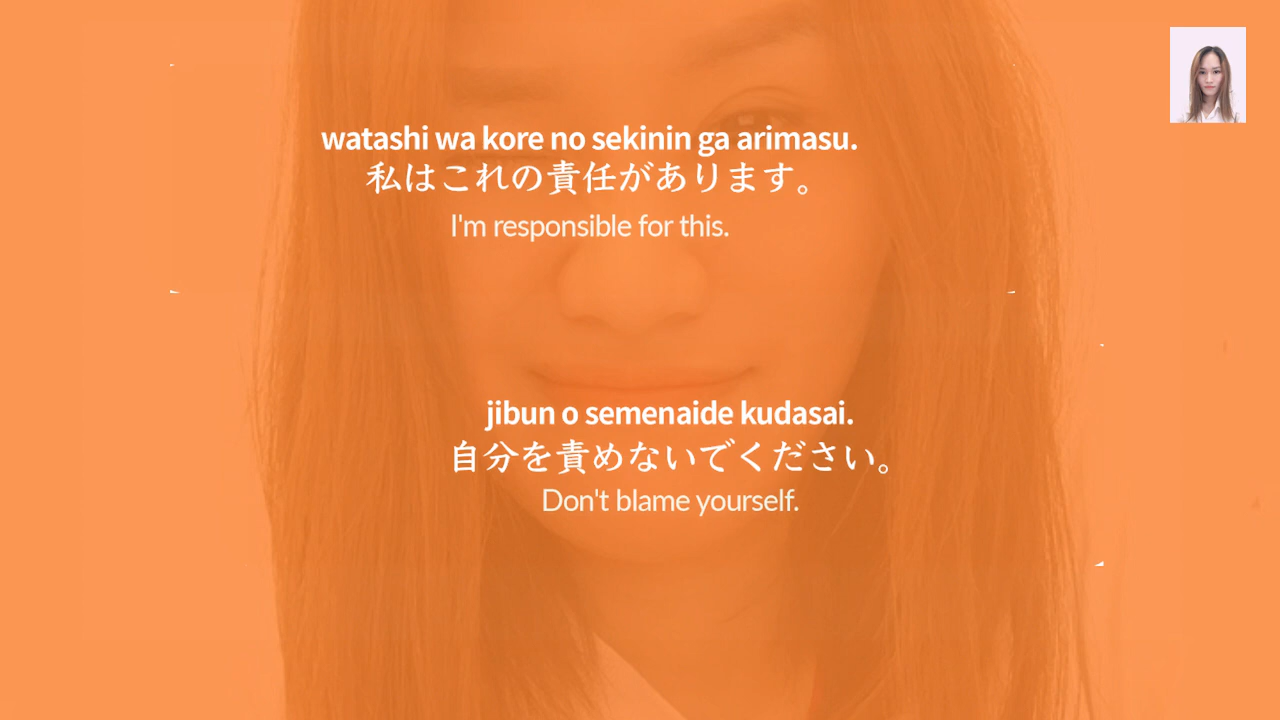 watashi wa kore no sekinin ga arimasu.
私はこれの責任があります。
I'm responsible for this.
jibun o semenaide kudasai.
自分を責めないでください。
Don't blame yourself.